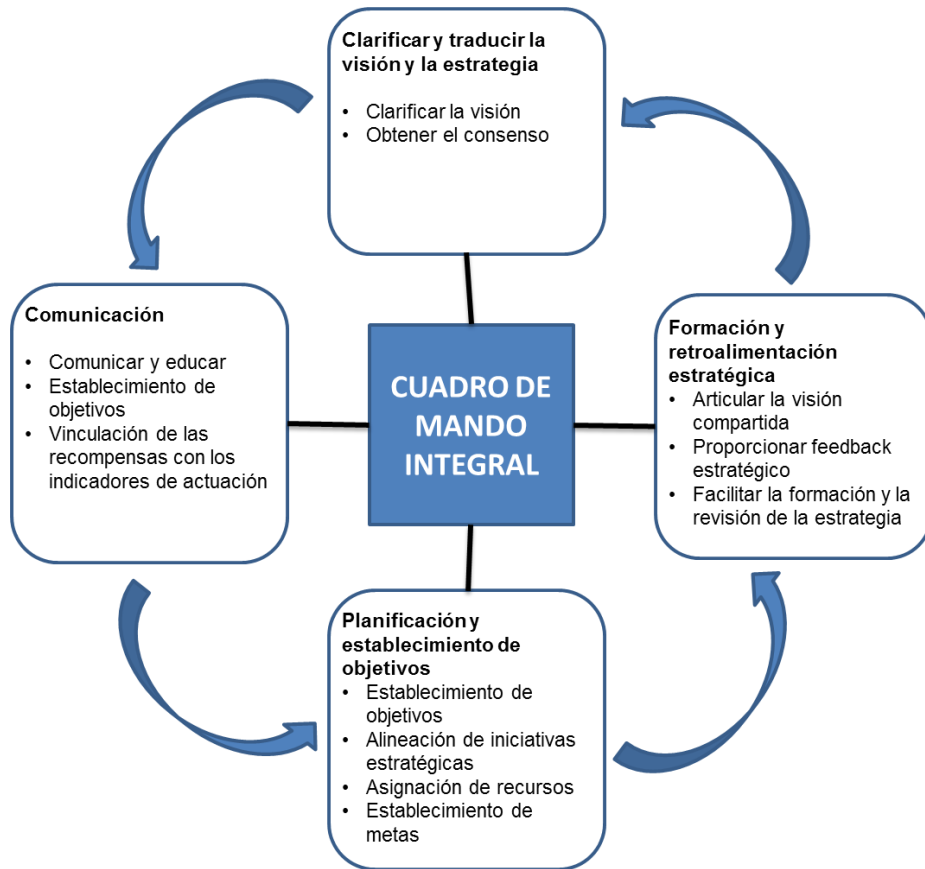 Clarificar y traducir la
visión y la estrategia
• Clarificar la visión
• Obtener el consenso
Comunicación
• Comunicar y educar
• Establecimiento de
objetivos
• Vinculación de las
recompensas con los
indicadores de actuación
CUADRO DE
MANDO
INTEGRAL
Formación y
retroalimentación
estratégica
• Articular la visión
compartida
• Proporcionar feedback
estratégico
• Facilitar la formación y la
revisión de la estrategia
Planificación y
establecimiento de
objetivos
• Establecimiento de
objetivos
• Alineación de iniciativas
estratégicas
• Asignación de recursos
• Establecimiento de
metas